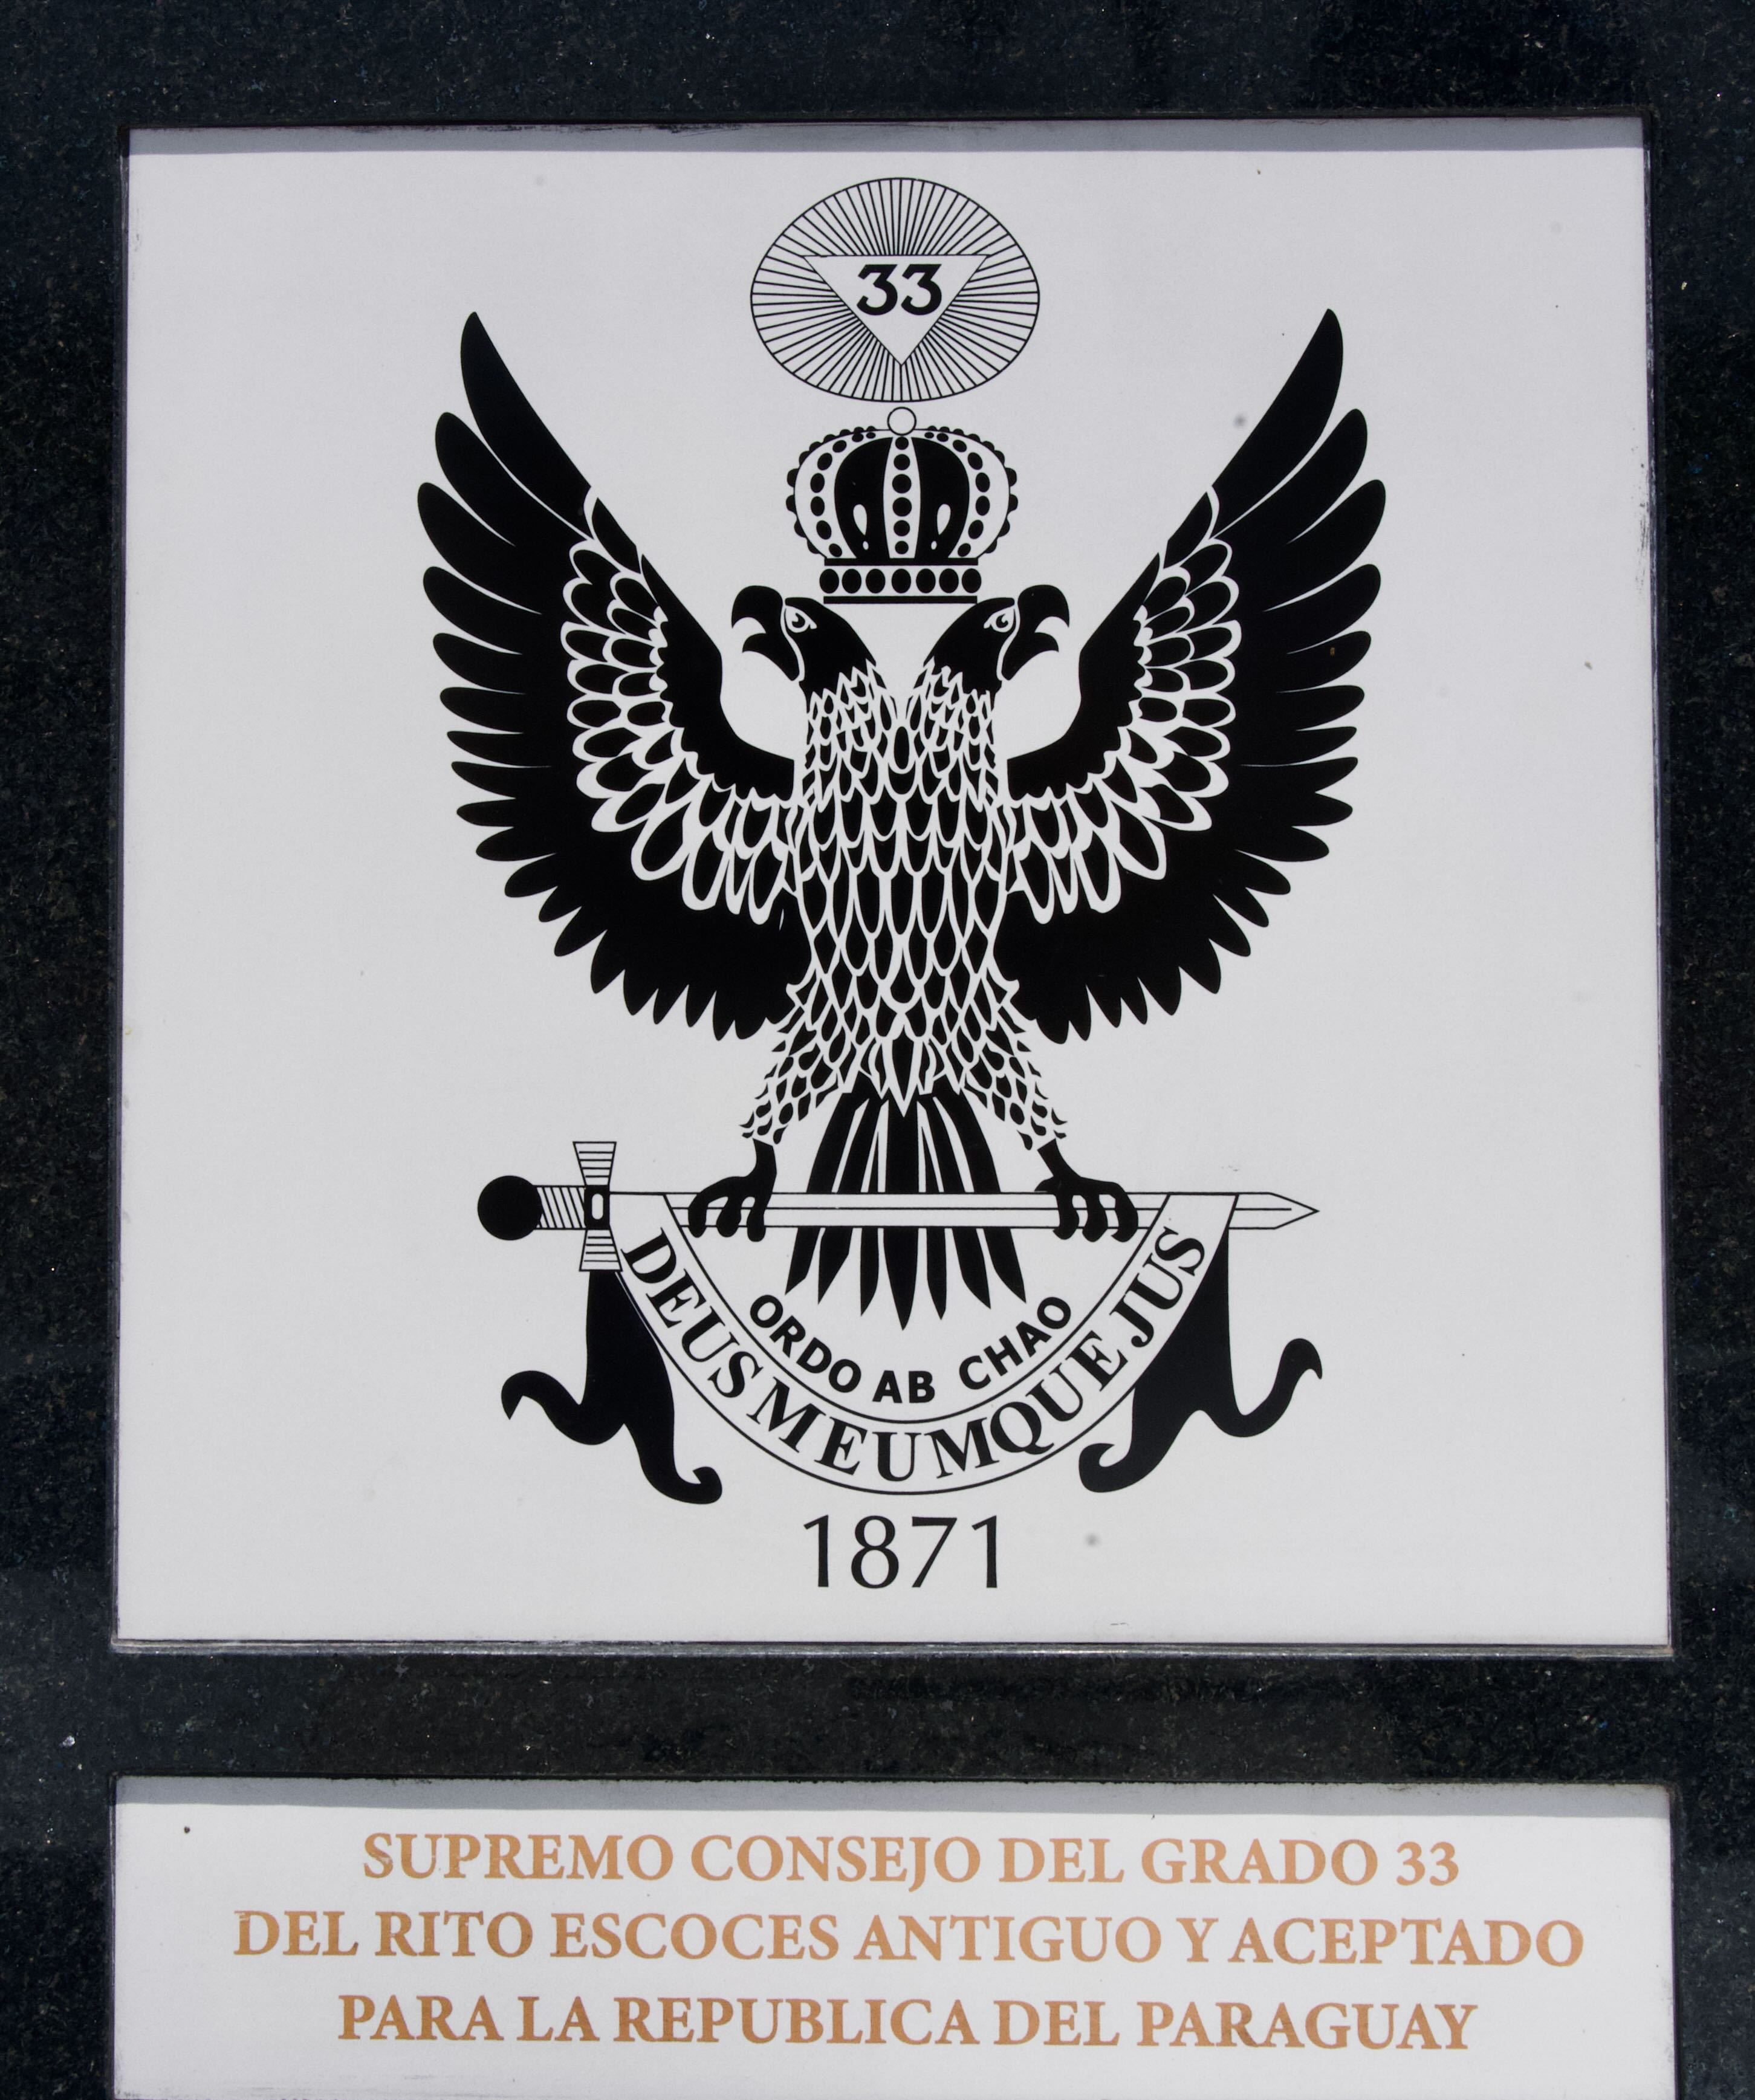 33
ORDO AB CHAO
DEUS MEUMQUE JUS
1871
SUPREMO CONSEJO DEL GRADO 33
DEL RITO ESCOCES ANTIGUO Y ACEPTADO
PARA LA REPUBLICA DEL PARAGUAY